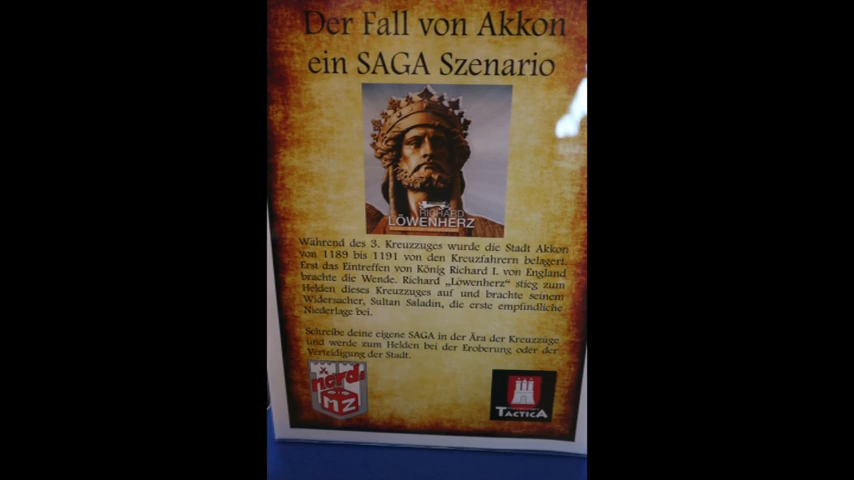 Der Fall von Akkon
ein SAGA Szenario
RICHARD
LÖWENHERZ
Während des 3. Kreuzzuges wurde die Stadt Akkon
von 1189 bis 1191 von den Kreuzfahrern belagert.
Erst das Eintreffen von König Richard I. von England
brachte die Wende. Richard „Löwenherz“ stieg zum
Helden dieses Kreuzzuges auf und brachte seinem
Widersacher, Sultan Saladin, die erste empfindliche
Niederlage bei.
Schreibe deine eigene SAGA in der Ära der Kreuzzüge
und werde zum Helden bei der Eroberung oder der
Verteidigung der Stadt.
nerds
MZ
TACTICA